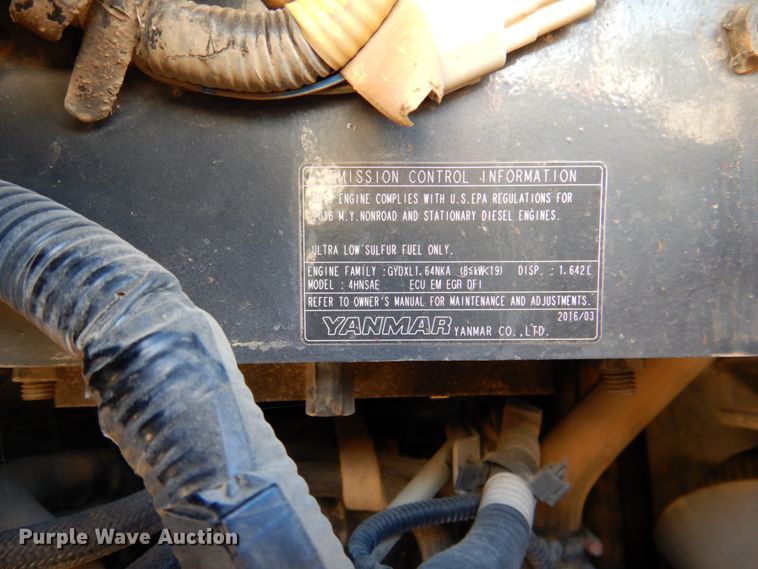 EMISSION CONTROL INFORMATION
ENGINE COMPLIES WITH U.S.EPA REGULATIONS FOR
2016 M.Y.NONROAD AND STATIONARY DIESEL ENGINES.
ULTRA LOW SULFUR FUEL ONLY.
ENGINE FAMILY :GYDXL1.64NKA (8≤kW<19) DISP.:1.642L
MODEL :4HNSAE ECU EM EGR DFI
REFER TO OWNER'S MANUAL FOR MAINTENANCE AND ADJUSTMENTS.
2016/03
YANMAR YANMAR CO.,LTD.
Purple Wave Auction